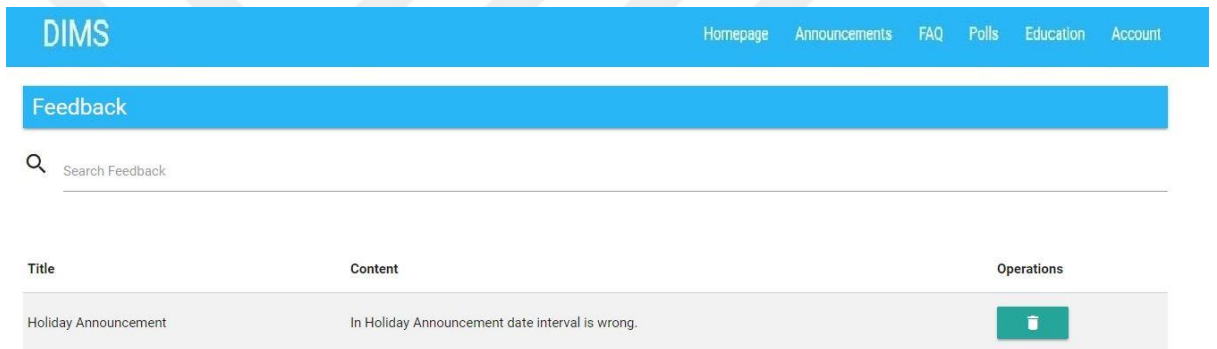 DIMS
Homepage Announcements FAQ Polls Education Account
Feedback
Search Feedback
Title Content Operations
Holiday Announcement In Holiday Announcement date interval is wrong.